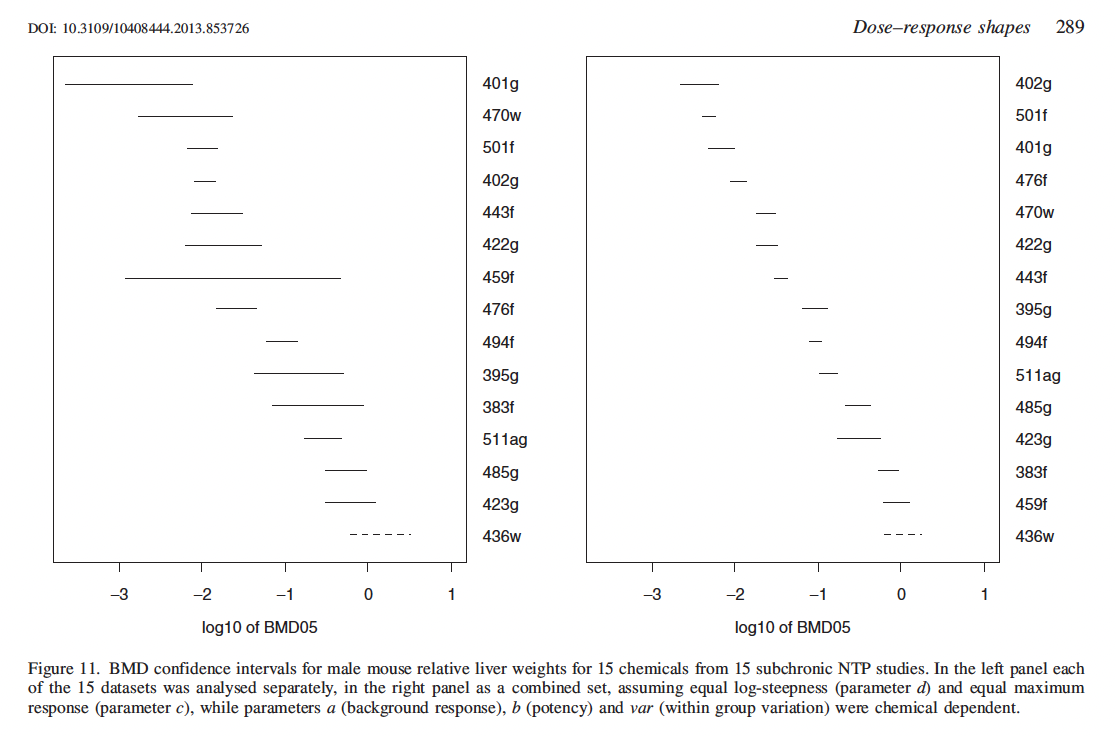 DOI: 10.3109/10408444.2013.853726
Dose–response shapes 289
401g
470w
501f
402g
443f
422g
459f
476f
494f
395g
383f
511ag
485g
423g
436w
−3 −2 −1 0 1
log10 of BMD05
402g
501f
401g
476f
470w
422g
443f
395g
494f
511ag
485g
423g
383f
459f
436w
−3 −2 −1 0 1
log10 of BMD05
Figure 11. BMD confidence intervals for male mouse relative liver weights for 15 chemicals from 15 subchronic NTP studies. In the left panel each
of the 15 datasets was analysed separately, in the right panel as a combined set, assuming equal log-steepness (parameter d) and equal maximum
response (parameter c), while parameters a (background response), b (potency) and var (within group variation) were chemical dependent.